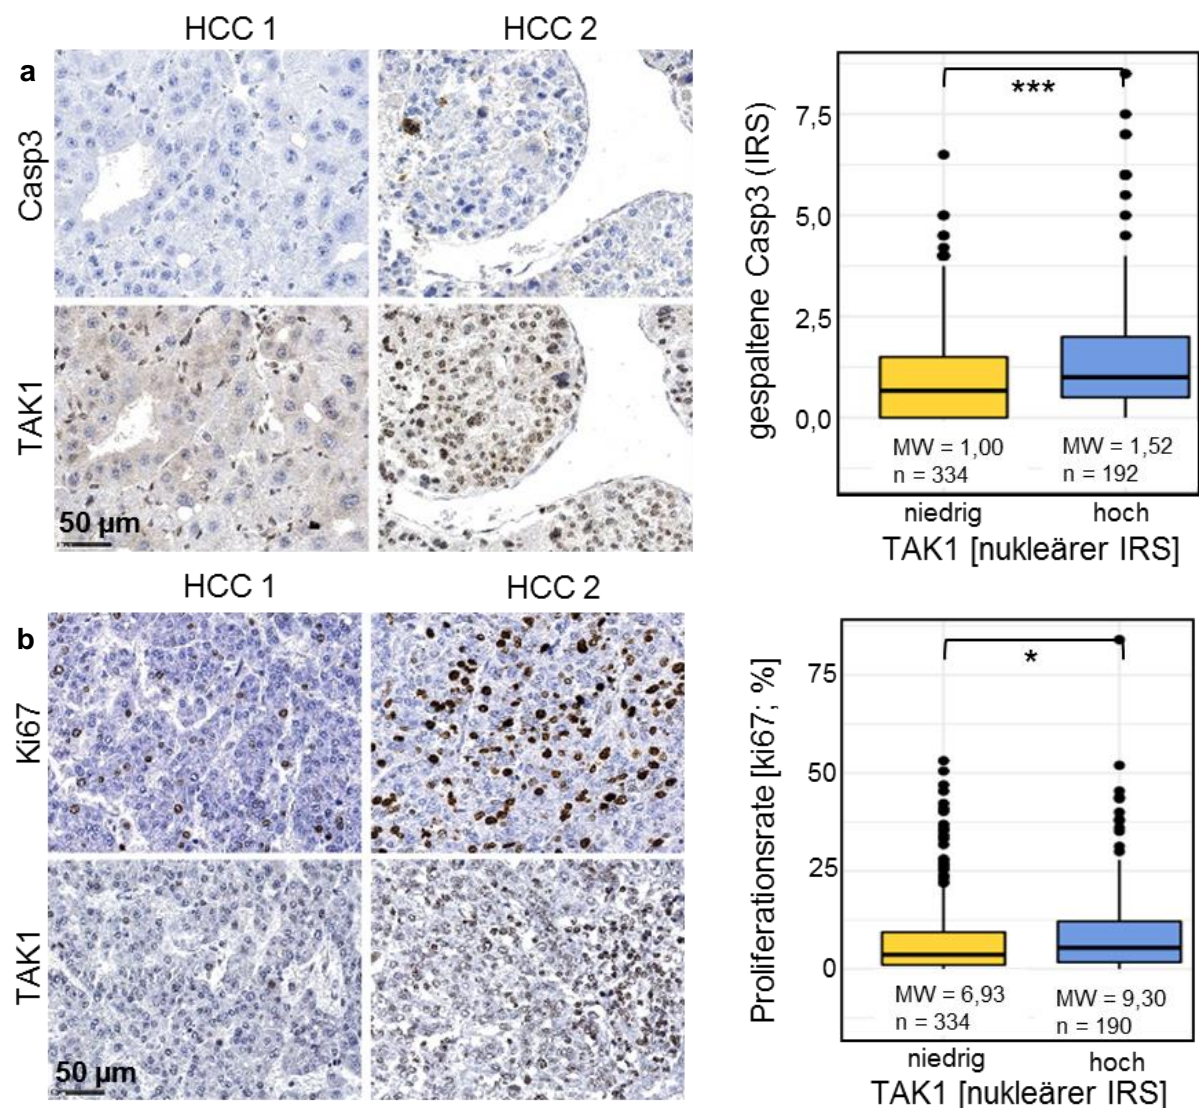 HCC 1
HCC 2
a
Casp3
TAK1
50 µm
gespaltene Casp3 (IRS)
7,5
5,0
2,5
0,0
***
MW = 1,00
n = 334
MW = 1,52
n = 192
niedrig
hoch
TAK1 [nukleärer IRS]
HCC 1
HCC 2
b
Ki67
TAK1
50 µm
Proliferationsrate [ki67; %]
75
50
25
0
*
MW = 6,93
n = 334
MW = 9,30
n = 190
niedrig
hoch
TAK1 [nukleärer IRS]